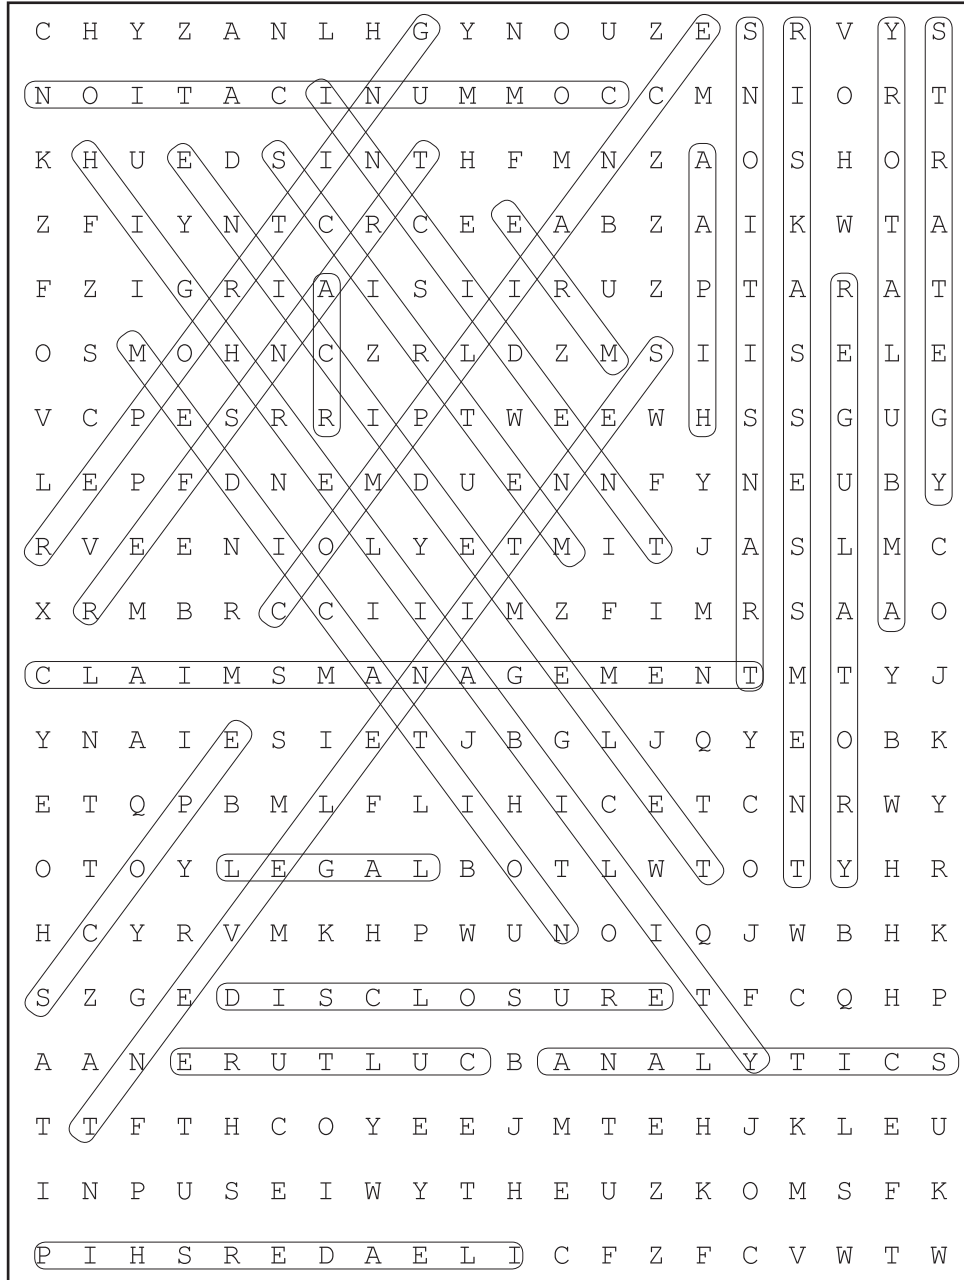 C H Y Z A N L H G Y N O U Z E S R V Y S
N O I T A C I N U M M O C C M N I O R T
K H U E D S I N T H F M N Z A O S H O R
Z F I Y N T C R C E E A B Z A I K W T A
F Z I G R I A I S I I R U Z P T A R A T
O S M O H N C Z R L D Z M S I I S E L E
V C P E S R R I P T W E E W H S S G U G
L E P F D N E M D U E N N F Y N E U B Y
R V E E N I O L Y E T M I T J A S L M C
X R M B R C C I I I M Z F I M R S A A O
C L A I M S M A N A G E M E N T M T Y J
Y N A I E S I E T J B G L J Q Y E O B K
E T Q P B M L F L I H I C E T C N R W Y
O T O Y L E G A L B O T L W T O T Y H R
H C Y R V M K H P W U N O I Q J W B H K
S Z G E D I S C L O S U R E T F C Q H P
A A N E R U T L U C B A N A L Y T I C S
T T F T H C O Y E E J M T E H J K L E U
I N P U S E I W Y T H E U Z K O M S F K
P I H S R E D A E L I C F Z F C V W T W